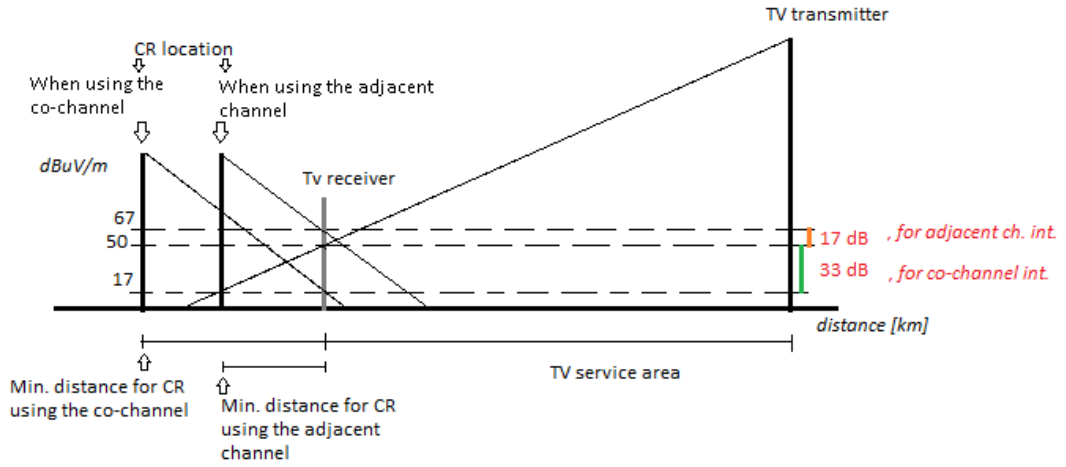 TV transmitter
CR location
When using the
co-channel
When using the adjacent
channel
dBuV/m
Tv receiver
67
50
17
17 dB , for adjacent ch. int.
33 dB , for co-channel int.
distance [km]
TV service area
Min. distance for CR
using the co-channel
Min. distance for CR
using the adjacent
channel